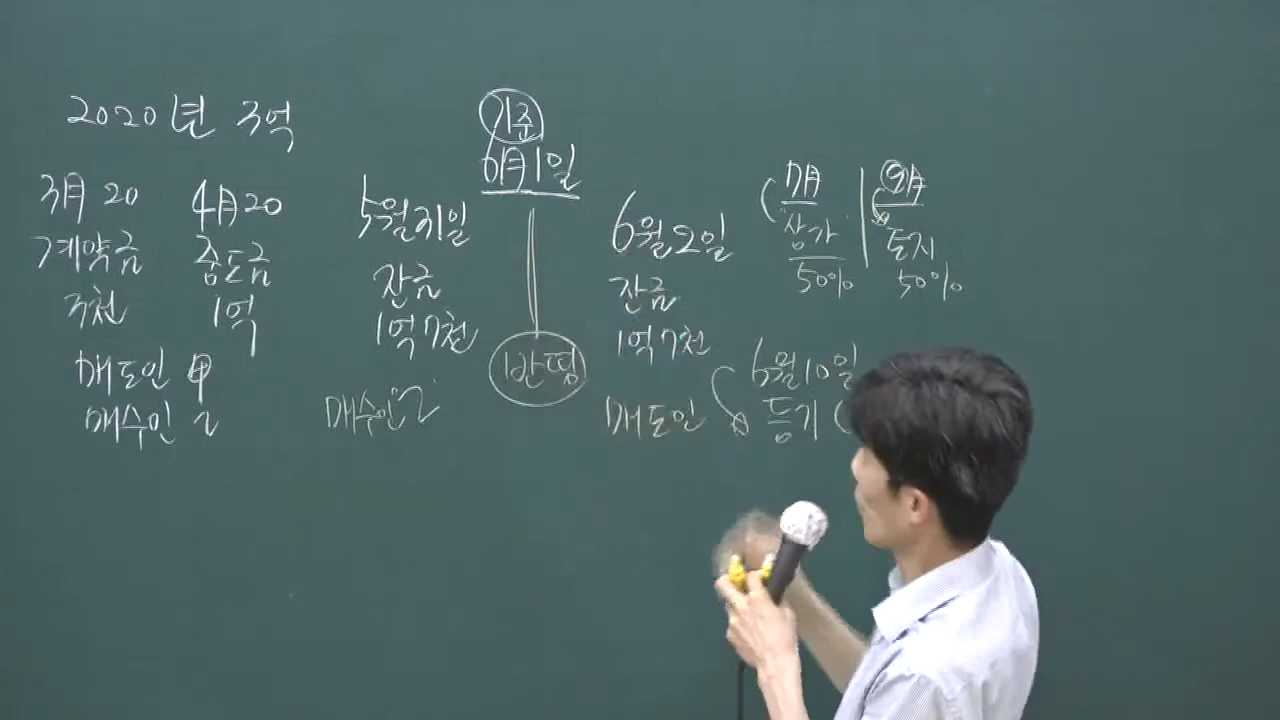 2020년 3억
기준
6月1일
3月 20
계약금
3천
4月20
중도금
1억
매도인 甲
매수인 乙
5월31일
잔금
1억7천
매수인 乙
반띵
6월2일
잔금
1억7천
매도인
7月
상가
50%
9月
토지
50%
6월10일
등기